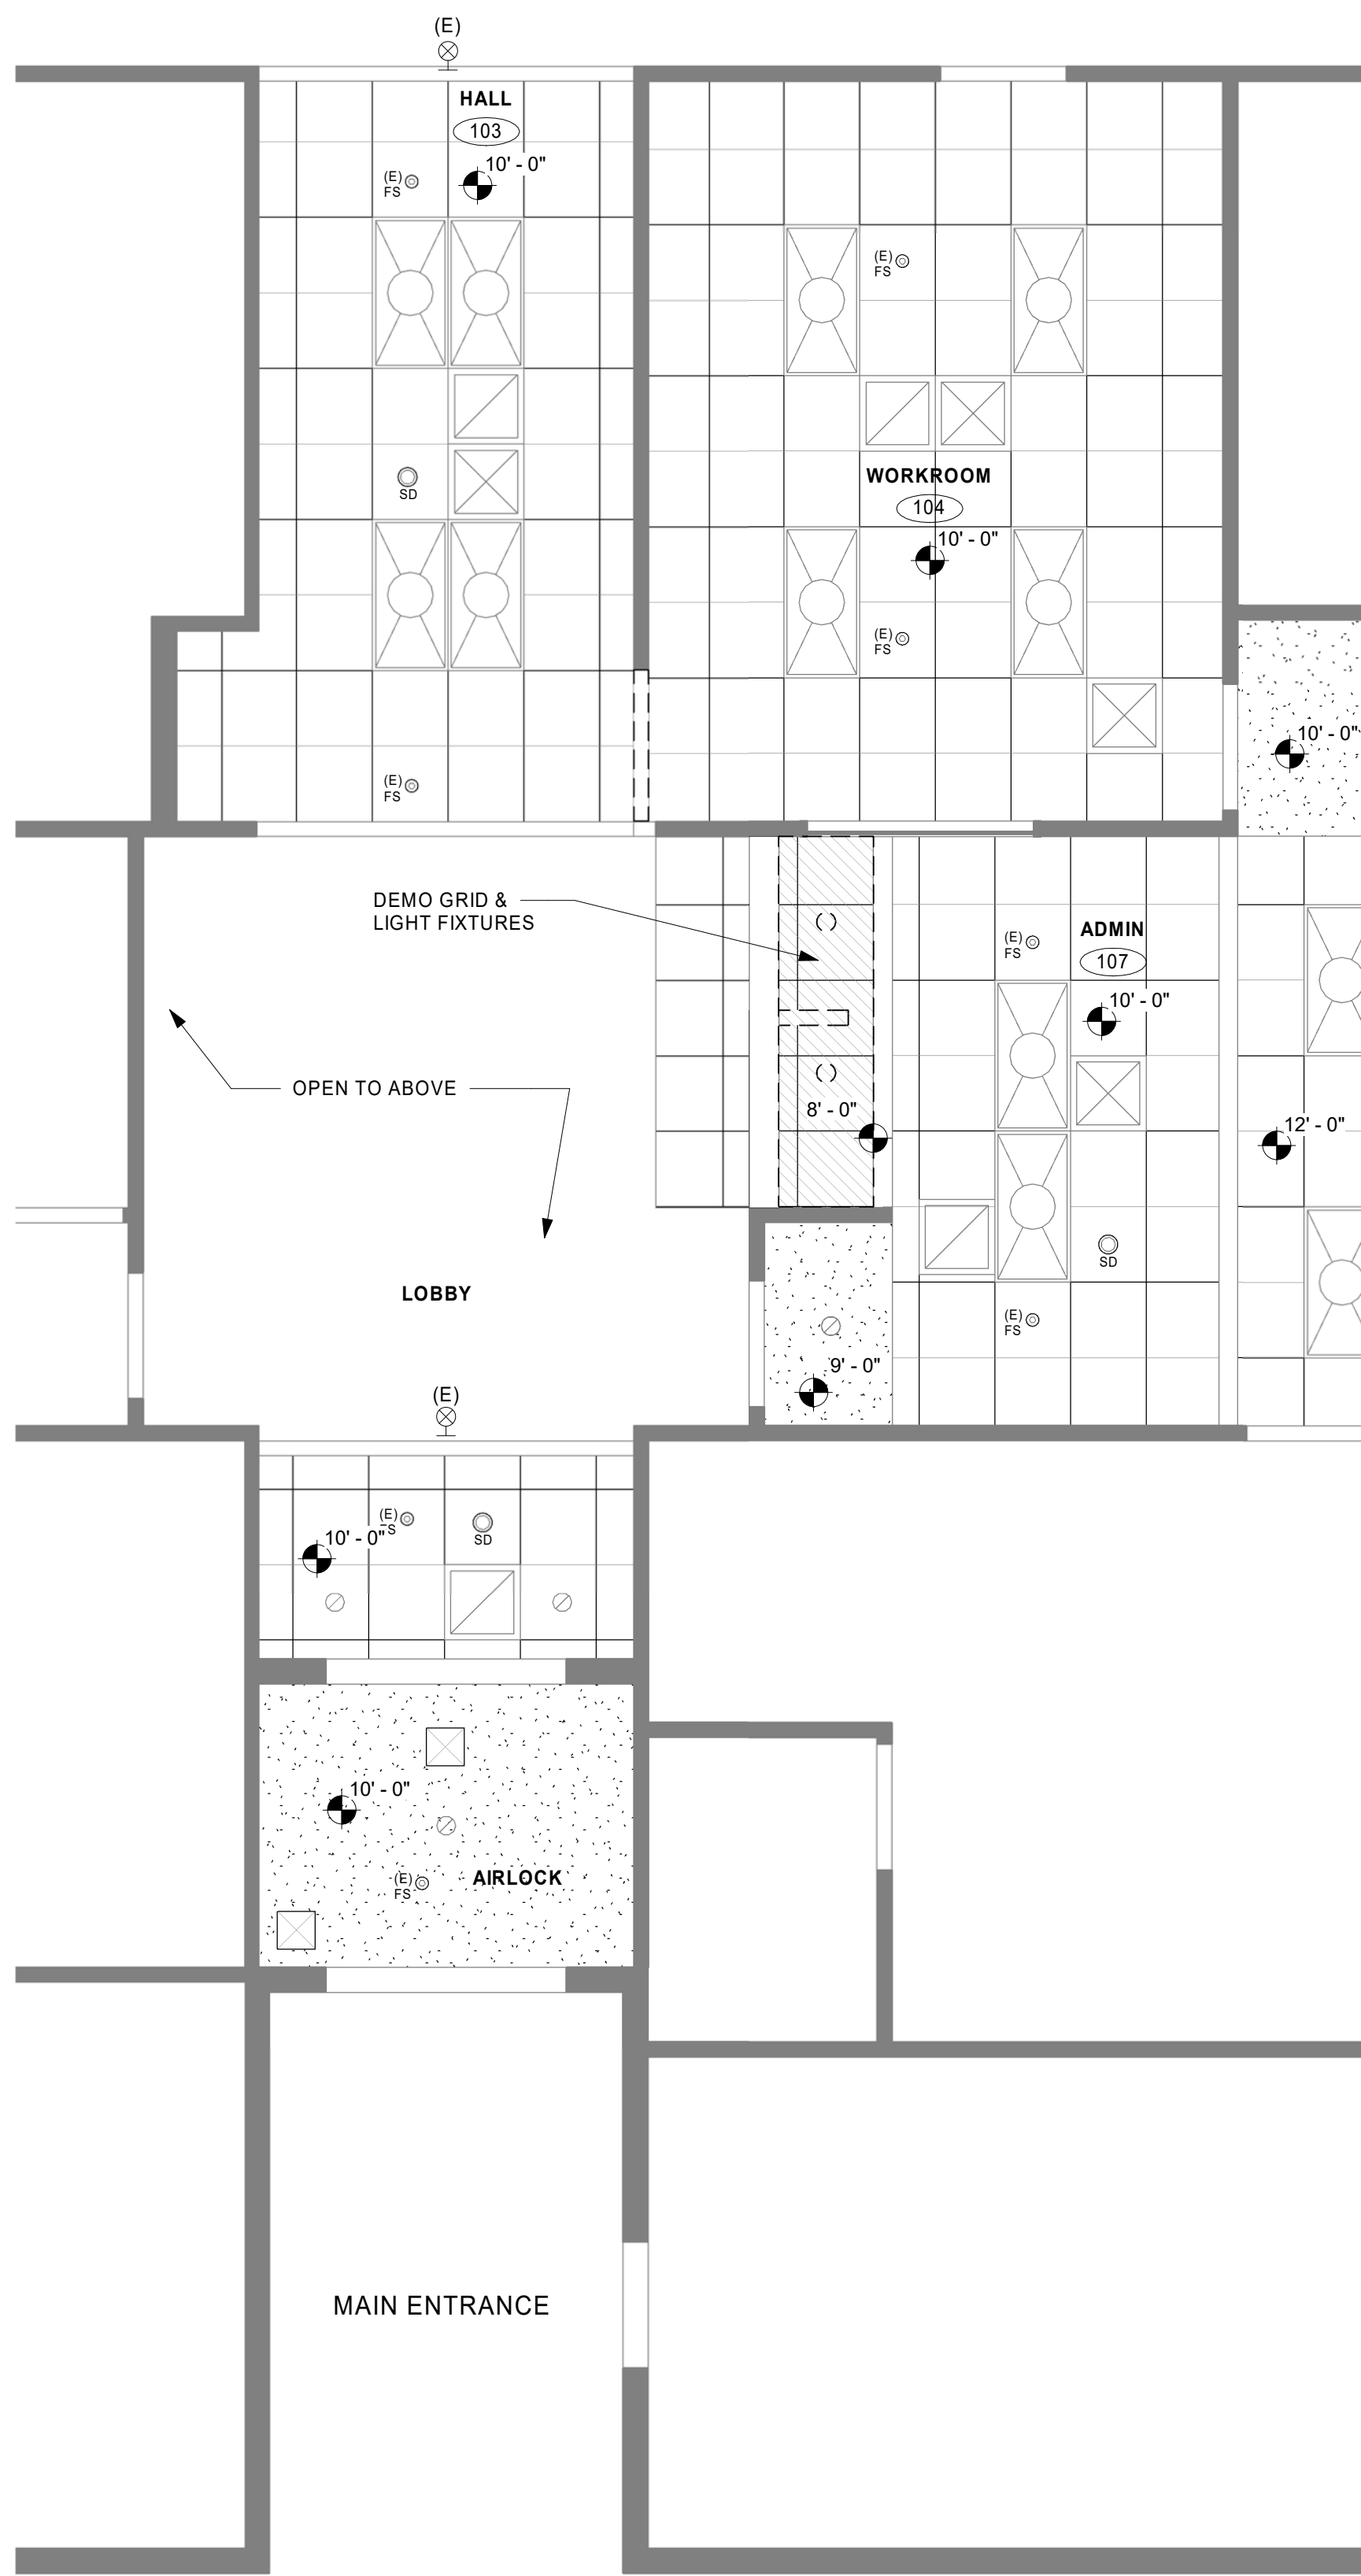 (E)
HALL
103
10' - 0"
(E)
FS
(E)
FS
SD
WORKROOM
104
10' - 0"
(E)
FS
(E)
FS
10' - 0"
DEMO GRID &
LIGHT FIXTURES
ADMIN
107
(E)
FS
10' - 0"
OPEN TO ABOVE
8' - 0"
12' - 0"
SD
LOBBY
(E)
FS
9' - 0"
(E)
(E)
FS
10' - 0"
SD
10' - 0"
(E)
FS
AIRLOCK
MAIN ENTRANCE